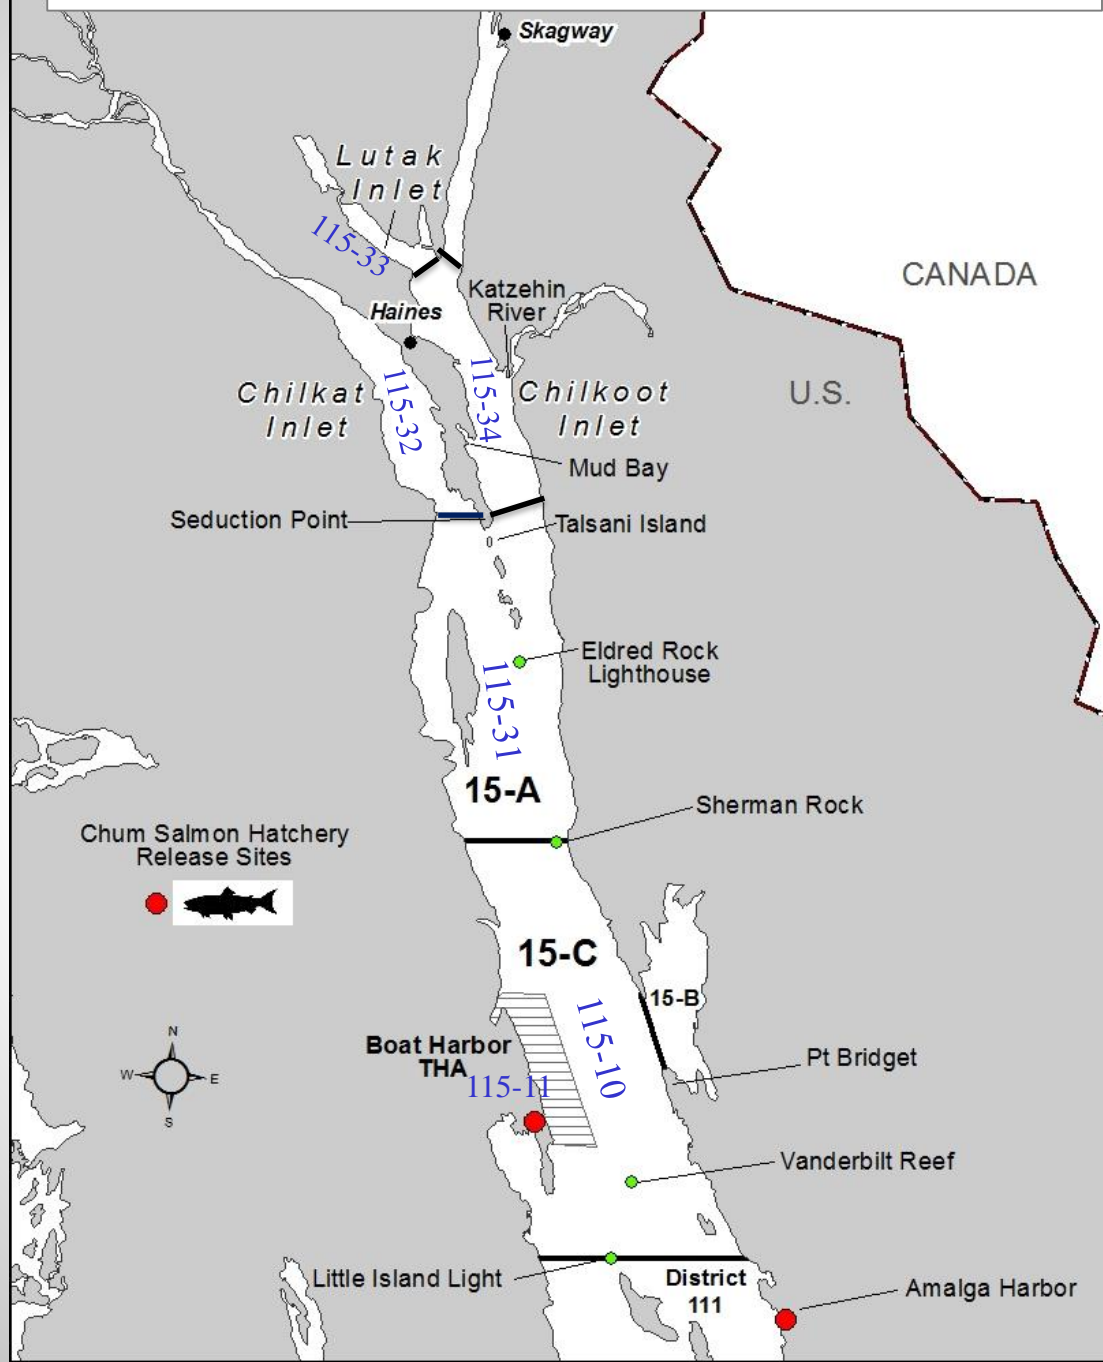 Skagway
Lutak
Inlet
115-33
CANADA
Katzehin
River
Haines
U.S.
Chilkat
Inlet
115-32
115-34
Chilkoot
Inlet
Mud Bay
Seduction Point
Talsani Island
Eldred Rock
Lighthouse
115-31
15-A
Sherman Rock
Chum Salmon Hatchery
Release Sites
15-C
15-B
115-10
Boat Harbor
THA
115-11
N
W
E
S
Pt Bridget
Vanderbilt Reef
Little Island Light
District
111
Amalga Harbor